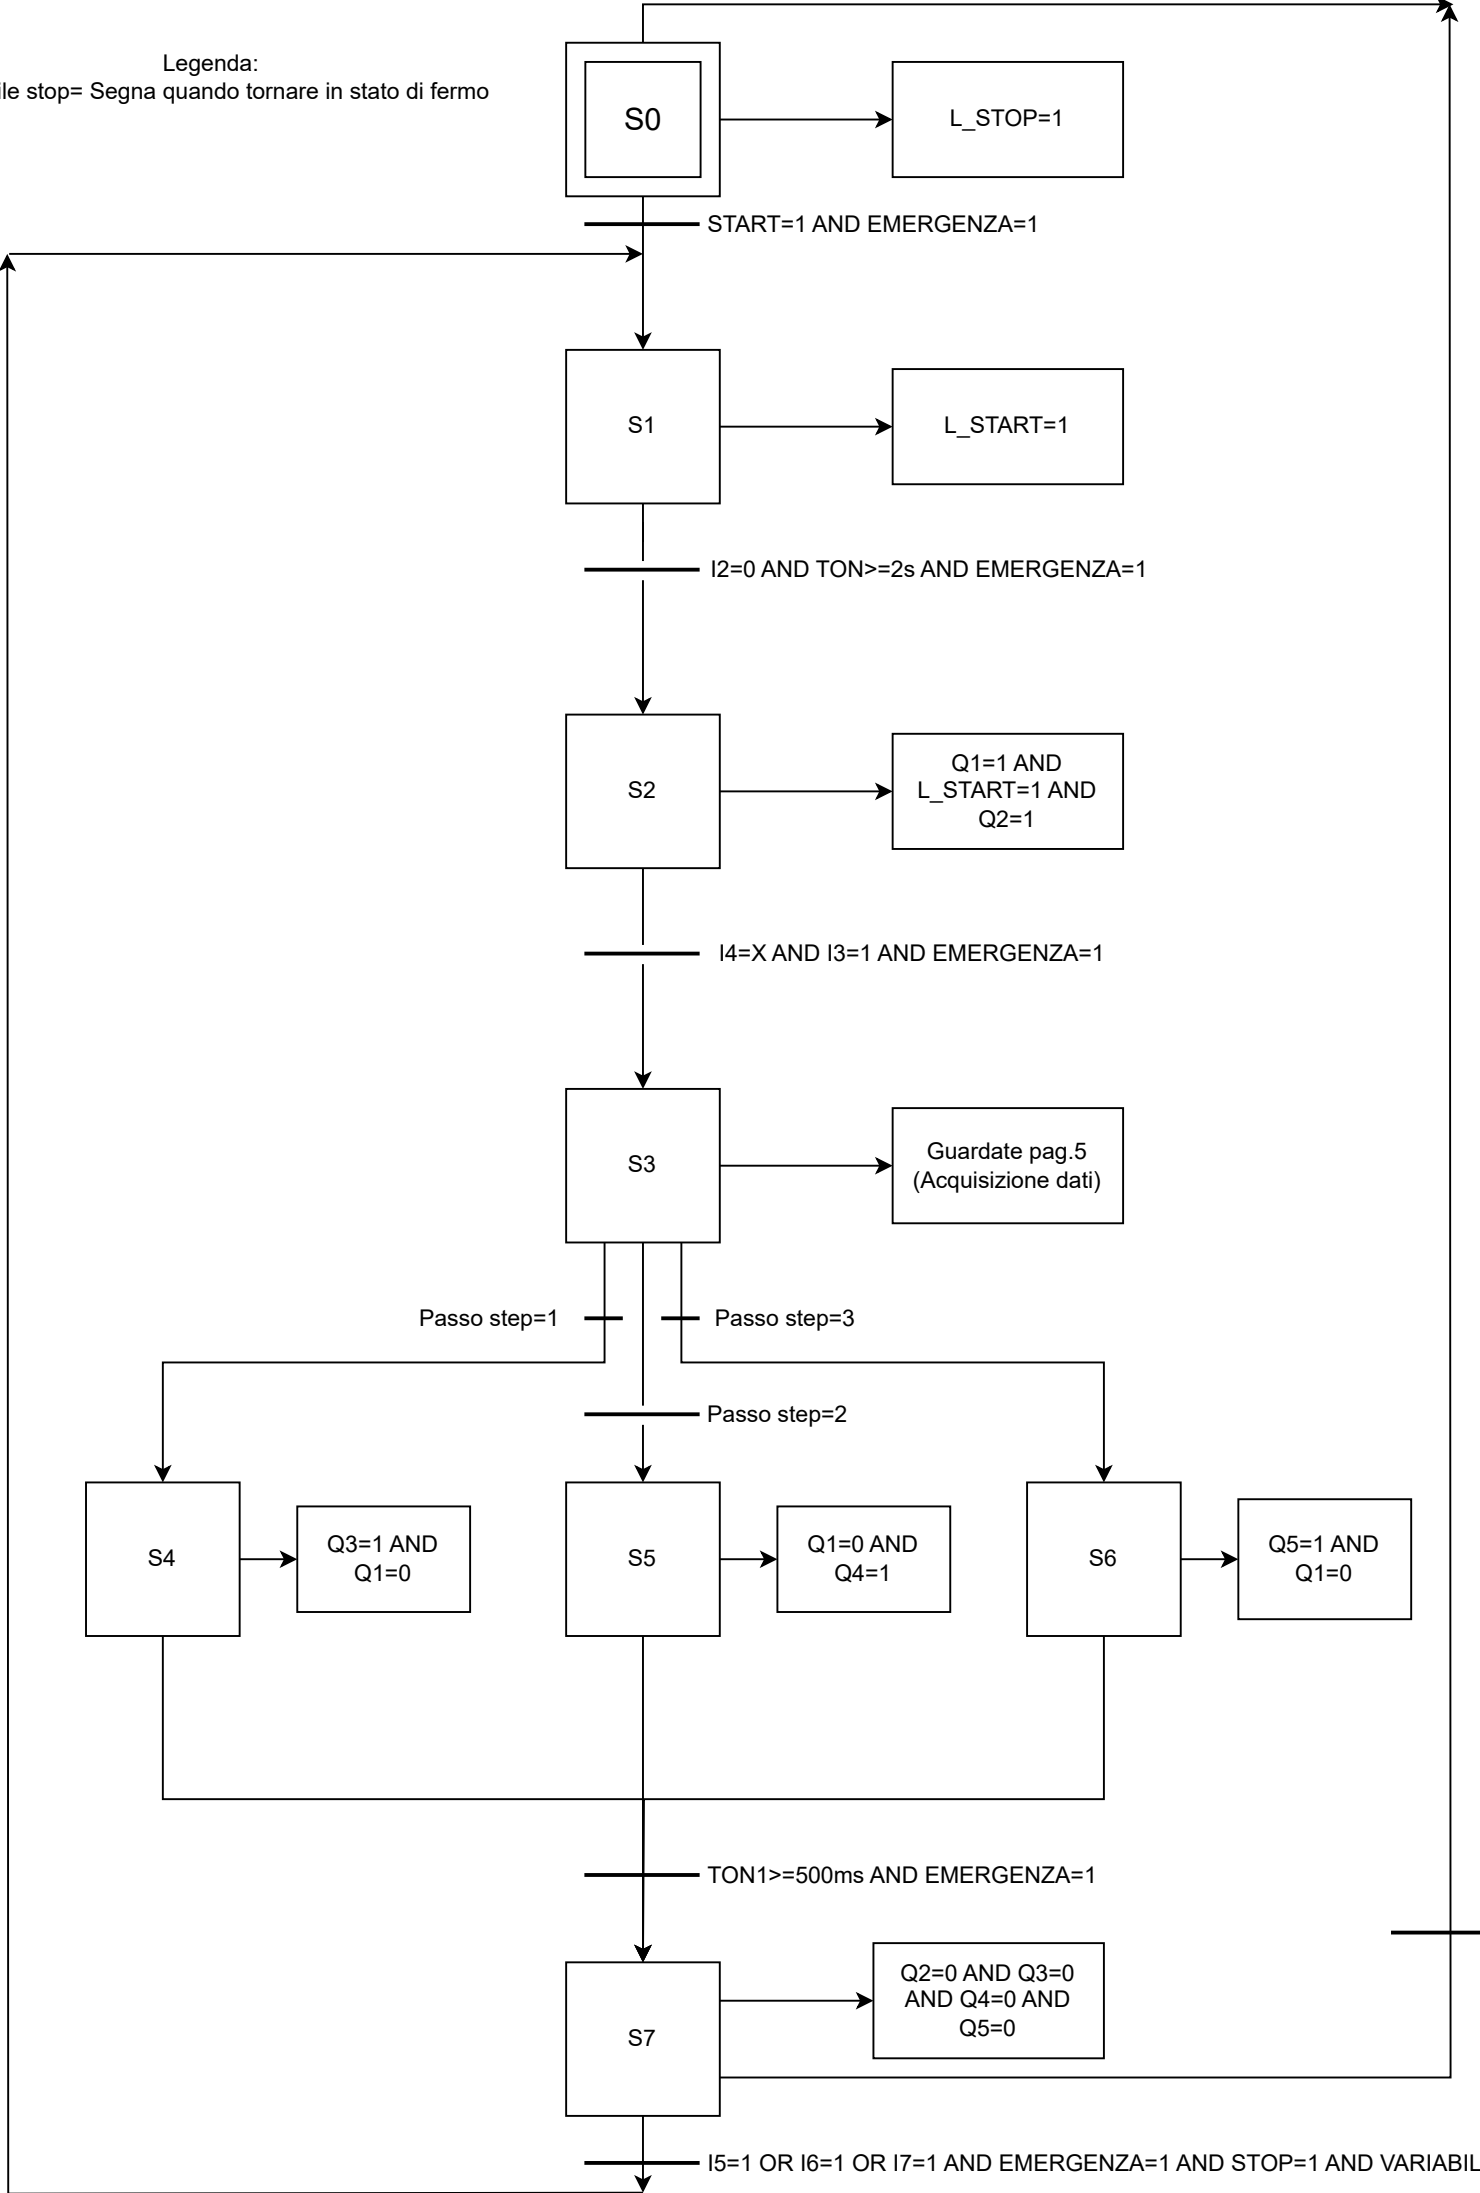 Legenda:
stop= Segna quando tornare in stato di fermo
S0
L_STOP=1
START=1 AND EMERGENZA=1
S1
L_START=1
I2=0 AND TON>=2s AND EMERGENZA=1
S2
Q1=1 AND
L_START=1 AND
Q2=1
I4=X AND I3=1 AND EMERGENZA=1
S3
Guardate pag.5
(Acquisizione dati)
Passo step=1
Passo step=3
Passo step=2
S4
Q3=1 AND
Q1=0
S5
Q1=0 AND
Q4=1
S6
Q5=1 AND
Q1=0
TON1>=500ms AND EMERGENZA=1
S7
Q2=0 AND Q3=0
AND Q4=0 AND
Q5=0
I5=1 OR I6=1 OR I7=1 AND EMERGENZA=1 AND STOP=1 AND